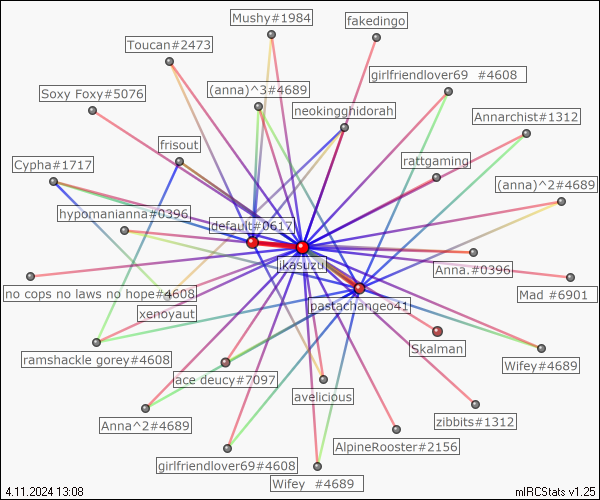 Mushy#1984
fakedingo
Toucan#2473
girlfriendlover69 #4608
Soxy Foxy#5076
(anna)^3#4689
neokingghidorah
Annarchist#1312
frisout
Cypha#1717
rattgaming
(anna)^2#4689
hypomanianna#0396
default#0617
jkasuzu
Anna.#0396
no cops no laws no hope#4608
Mad #6901
pastachangeo41
xenoyaut
Skalman
ramshackle gorey#4608
Wifey#4689
ace deucy#7097
avelicious
Anna^2#4689
zibbits#1312
AlpineRooster#2156
girlfriendlover69#4608
Wifey #4689
4.11.2024 13:08
mIRCStats v1.25